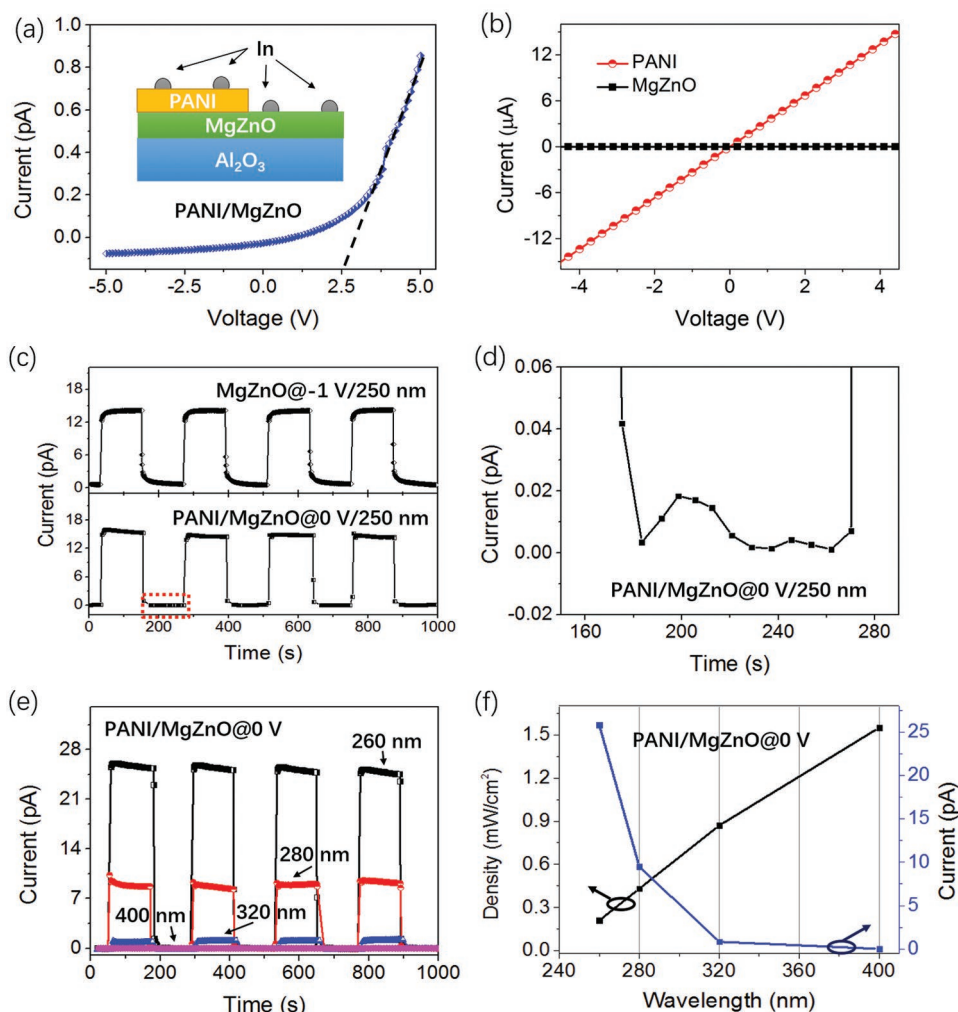 (a)
1.0
0.8
0.6
0.4
0.2
0.0
Current (pA)
In
PANI
MgZnO
Al₂O₃
PANI/MgZnO
-5.0 -2.5 0.0 2.5 5.0
Voltage (V)
(b)
12
6
0
-6
-12
Current (μA)
PANI
MgZnO
-4 -2 0 2 4
Voltage (V)
(c)
MgZnO@-1 V/250 nm
18
12
6
0
Current (pA)
PANI/MgZnO@0 V/250 nm
18
12
6
0
Current (pA)
0 200 400 600 800 1000
Time (s)
(d)
0.06
0.04
0.02
0.00
-0.02
Current (pA)
PANI/MgZnO@0 V/250 nm
160 200 240 280
Time (s)
(e)
PANI/MgZnO@0 V
28
21
14
7
0
Current (pA)
260 nm
280 nm
400 nm
320 nm
0 200 400 600 800 1000
Time (s)
(f)
PANI/MgZnO@0 V
1.5
1.2
0.9
0.6
0.3
0.0
Density (mW/cm²)
25
20
15
10
5
0
Current (pA)
240 280 320 360 400
Wavelength (nm)